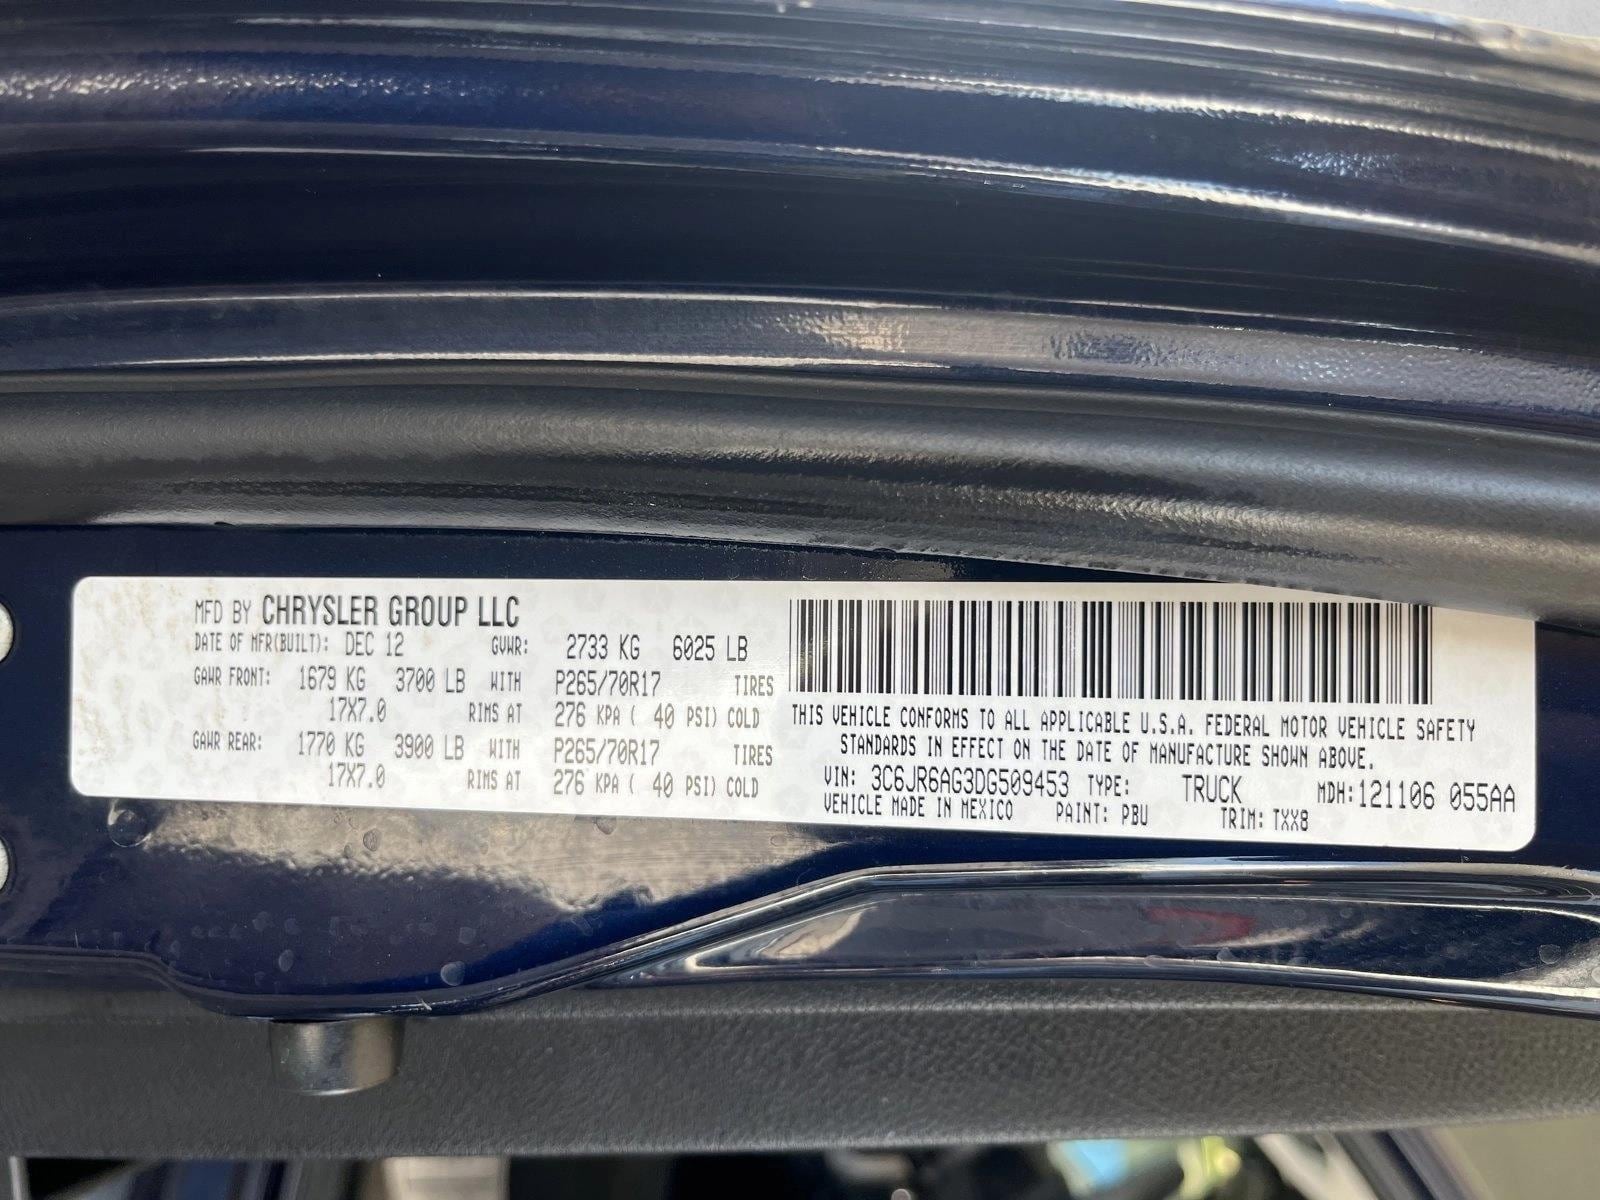 MFD BY CHRYSLER GROUP LLC
DATE OF MFR(BUILT): DEC 12 GVWR: 2733 KG 6025 LB
GAWR FRONT: 1679 KG 3700 LB WITH P265/70R17 TIRES
17X7.0 RIMS AT 276 KPA ( 40 PSI) COLD
GAWR REAR: 1770 KG 3900 LB WITH P265/70R17 TIRES
17X7.0 RIMS AT 276 KPA ( 40 PSI) COLD
THIS VEHICLE CONFORMS TO ALL APPLICABLE U.S.A. FEDERAL MOTOR VEHICLE SAFETY
STANDARDS IN EFFECT ON THE DATE OF MANUFACTURE SHOWN ABOVE.
VIN: 3C6JR6AG3DG509453 TYPE: TRUCK MDH:121106 055AA
VEHICLE MADE IN MEXICO PAINT: PBU TRIM: TXX8